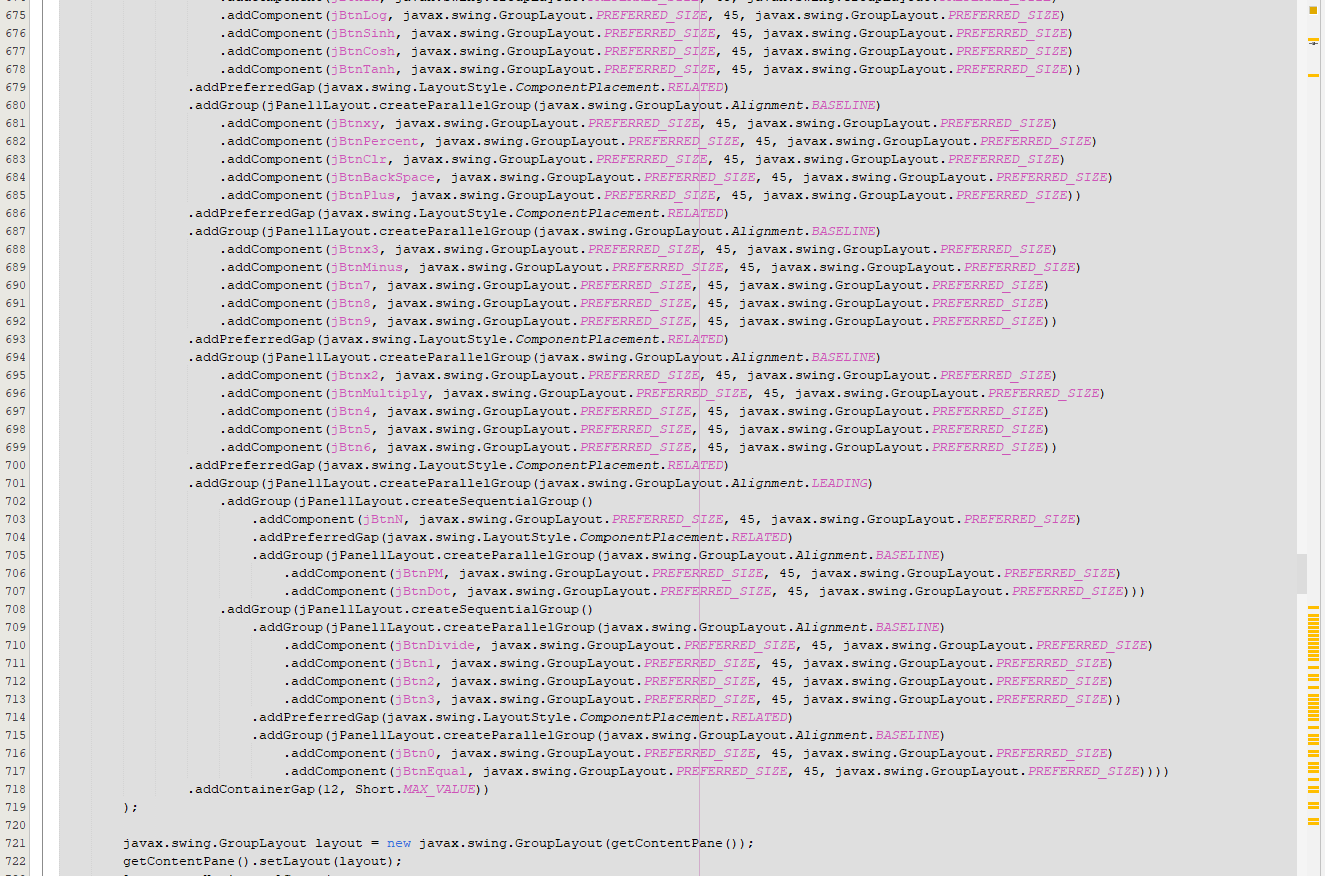 675 .addComponent(jBtnLog, javax.swing.GroupLayout.PREFERRED_SIZE, 45, javax.swing.GroupLayout.PREFERRED_SIZE)
676 .addComponent(jBtnSinh, javax.swing.GroupLayout.PREFERRED_SIZE, 45, javax.swing.GroupLayout.PREFERRED_SIZE)
677 .addComponent(jBtnCosh, javax.swing.GroupLayout.PREFERRED_SIZE, 45, javax.swing.GroupLayout.PREFERRED_SIZE)
678 .addComponent(jBtnTanh, javax.swing.GroupLayout.PREFERRED_SIZE, 45, javax.swing.GroupLayout.PREFERRED_SIZE))
679 .addPreferredGap(javax.swing.LayoutStyle.ComponentPlacement.RELATED)
680 .addGroup(jPanel1Layout.createParallelGroup(javax.swing.GroupLayout.Alignment.BASELINE)
681 .addComponent(jBtnxy, javax.swing.GroupLayout.PREFERRED_SIZE, 45, javax.swing.GroupLayout.PREFERRED_SIZE)
682 .addComponent(jBtnPercent, javax.swing.GroupLayout.PREFERRED_SIZE, 45, javax.swing.GroupLayout.PREFERRED_SIZE)
683 .addComponent(jBtnClr, javax.swing.GroupLayout.PREFERRED_SIZE, 45, javax.swing.GroupLayout.PREFERRED_SIZE)
684 .addComponent(jBtnBackSpace, javax.swing.GroupLayout.PREFERRED_SIZE, 45, javax.swing.GroupLayout.PREFERRED_SIZE)
685 .addComponent(jBtnPlus, javax.swing.GroupLayout.PREFERRED_SIZE, 45, javax.swing.GroupLayout.PREFERRED_SIZE))
686 .addPreferredGap(javax.swing.LayoutStyle.ComponentPlacement.RELATED)
687 .addGroup(jPanel1Layout.createParallelGroup(javax.swing.GroupLayout.Alignment.BASELINE)
688 .addComponent(jBtnx3, javax.swing.GroupLayout.PREFERRED_SIZE, 45, javax.swing.GroupLayout.PREFERRED_SIZE)
689 .addComponent(jBtnMinus, javax.swing.GroupLayout.PREFERRED_SIZE, 45, javax.swing.GroupLayout.PREFERRED_SIZE)
690 .addComponent(jBtn7, javax.swing.GroupLayout.PREFERRED_SIZE, 45, javax.swing.GroupLayout.PREFERRED_SIZE)
691 .addComponent(jBtn8, javax.swing.GroupLayout.PREFERRED_SIZE, 45, javax.swing.GroupLayout.PREFERRED_SIZE)
692 .addComponent(jBtn9, javax.swing.GroupLayout.PREFERRED_SIZE, 45, javax.swing.GroupLayout.PREFERRED_SIZE))
693 .addPreferredGap(javax.swing.LayoutStyle.ComponentPlacement.RELATED)
694 .addGroup(jPanel1Layout.createParallelGroup(javax.swing.GroupLayout.Alignment.BASELINE)
695 .addComponent(jBtnx2, javax.swing.GroupLayout.PREFERRED_SIZE, 45, javax.swing.GroupLayout.PREFERRED_SIZE)
696 .addComponent(jBtnMultiply, javax.swing.GroupLayout.PREFERRED_SIZE, 45, javax.swing.GroupLayout.PREFERRED_SIZE)
697 .addComponent(jBtn4, javax.swing.GroupLayout.PREFERRED_SIZE, 45, javax.swing.GroupLayout.PREFERRED_SIZE)
698 .addComponent(jBtn5, javax.swing.GroupLayout.PREFERRED_SIZE, 45, javax.swing.GroupLayout.PREFERRED_SIZE)
699 .addComponent(jBtn6, javax.swing.GroupLayout.PREFERRED_SIZE, 45, javax.swing.GroupLayout.PREFERRED_SIZE))
700 .addPreferredGap(javax.swing.LayoutStyle.ComponentPlacement.RELATED)
701 .addGroup(jPanel1Layout.createParallelGroup(javax.swing.GroupLayout.Alignment.LEADING)
702 .addGroup(jPanel1Layout.createSequentialGroup()
703 .addComponent(jBtnN, javax.swing.GroupLayout.PREFERRED_SIZE, 45, javax.swing.GroupLayout.PREFERRED_SIZE)
704 .addPreferredGap(javax.swing.LayoutStyle.ComponentPlacement.RELATED)
705 .addGroup(jPanel1Layout.createParallelGroup(javax.swing.GroupLayout.Alignment.BASELINE)
706 .addComponent(jBtnPM, javax.swing.GroupLayout.PREFERRED_SIZE, 45, javax.swing.GroupLayout.PREFERRED_SIZE)
707 .addComponent(jBtnDot, javax.swing.GroupLayout.PREFERRED_SIZE, 45, javax.swing.GroupLayout.PREFERRED_SIZE)))
708 .addGroup(jPanel1Layout.createSequentialGroup()
709 .addGroup(jPanel1Layout.createParallelGroup(javax.swing.GroupLayout.Alignment.BASELINE)
710 .addComponent(jBtnDivide, javax.swing.GroupLayout.PREFERRED_SIZE, 45, javax.swing.GroupLayout.PREFERRED_SIZE)
711 .addComponent(jBtn1, javax.swing.GroupLayout.PREFERRED_SIZE, 45, javax.swing.GroupLayout.PREFERRED_SIZE)
712 .addComponent(jBtn2, javax.swing.GroupLayout.PREFERRED_SIZE, 45, javax.swing.GroupLayout.PREFERRED_SIZE)
713 .addComponent(jBtn3, javax.swing.GroupLayout.PREFERRED_SIZE, 45, javax.swing.GroupLayout.PREFERRED_SIZE))
714 .addPreferredGap(javax.swing.LayoutStyle.ComponentPlacement.RELATED)
715 .addGroup(jPanel1Layout.createParallelGroup(javax.swing.GroupLayout.Alignment.BASELINE)
716 .addComponent(jBtn0, javax.swing.GroupLayout.PREFERRED_SIZE, 45, javax.swing.GroupLayout.PREFERRED_SIZE)
717 .addComponent(jBtnEqual, javax.swing.GroupLayout.PREFERRED_SIZE, 45, javax.swing.GroupLayout.PREFERRED_SIZE))))
718 .addContainerGap(12, Short.MAX_VALUE))
719 );
720
721 javax.swing.GroupLayout layout = new javax.swing.GroupLayout(getContentPane());
722 getContentPane().setLayout(layout);